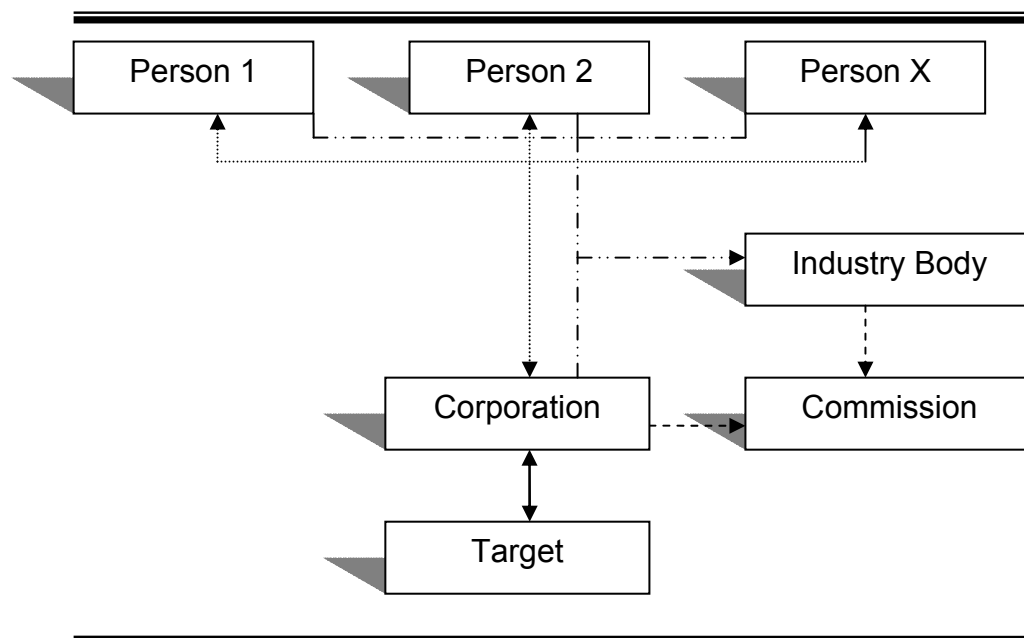 Person 1
Person 2
Person X
Industry Body
Corporation
Commission
Target